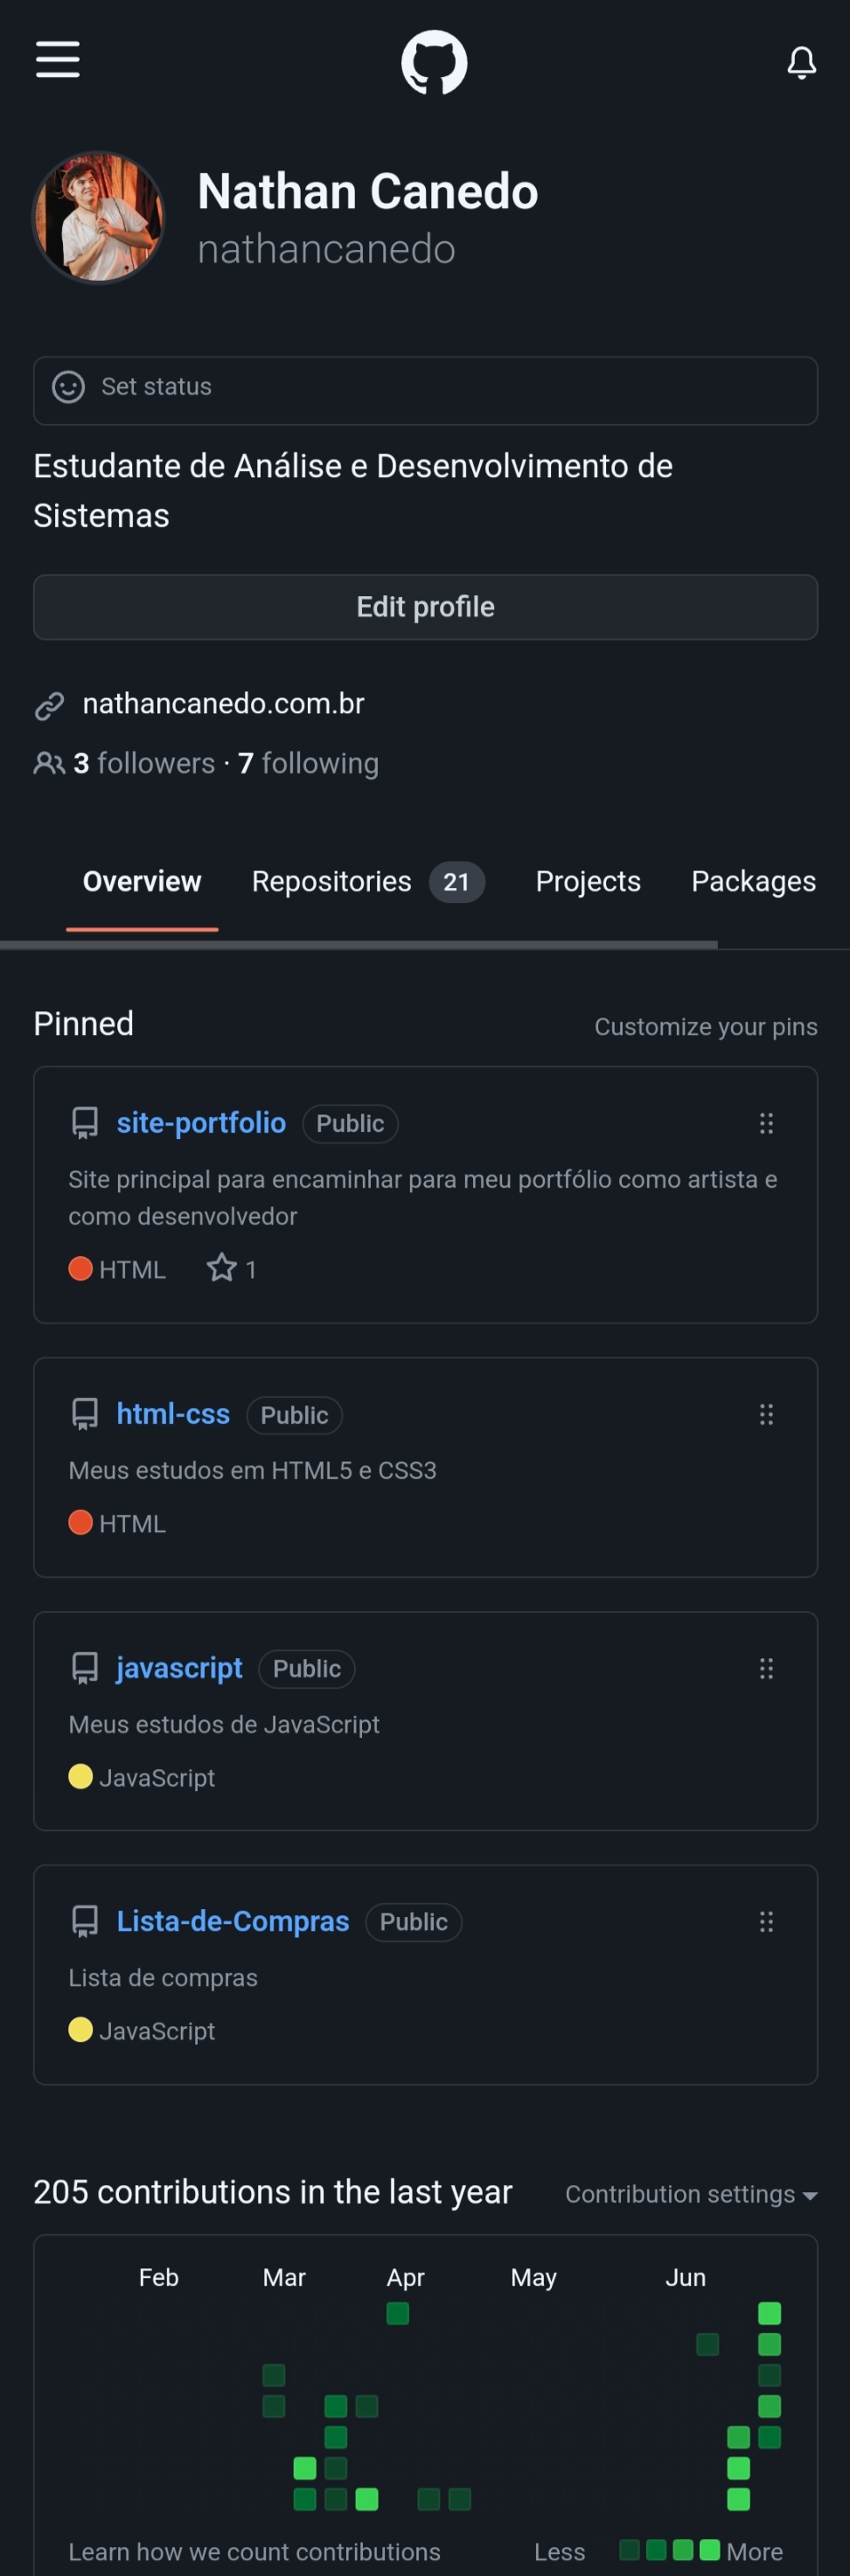 Nathan Canedo
nathancanedo
Set status
Estudante de Análise e Desenvolvimento de
Sistemas
Edit profile
nathancanedo.com.br
3 followers · 7 following
Overview Repositories 21 Projects Packages
Pinned Customize your pins
site-portfolio Public
Site principal para encaminhar para meu portfólio como artista e
como desenvolvedor
HTML 1
html-css Public
Meus estudos em HTML5 e CSS3
HTML
javascript Public
Meus estudos de JavaScript
JavaScript
Lista-de-Compras Public
Lista de compras
JavaScript
205 contributions in the last year Contribution settings
Feb Mar Apr May Jun
Learn how we count contributions Less More